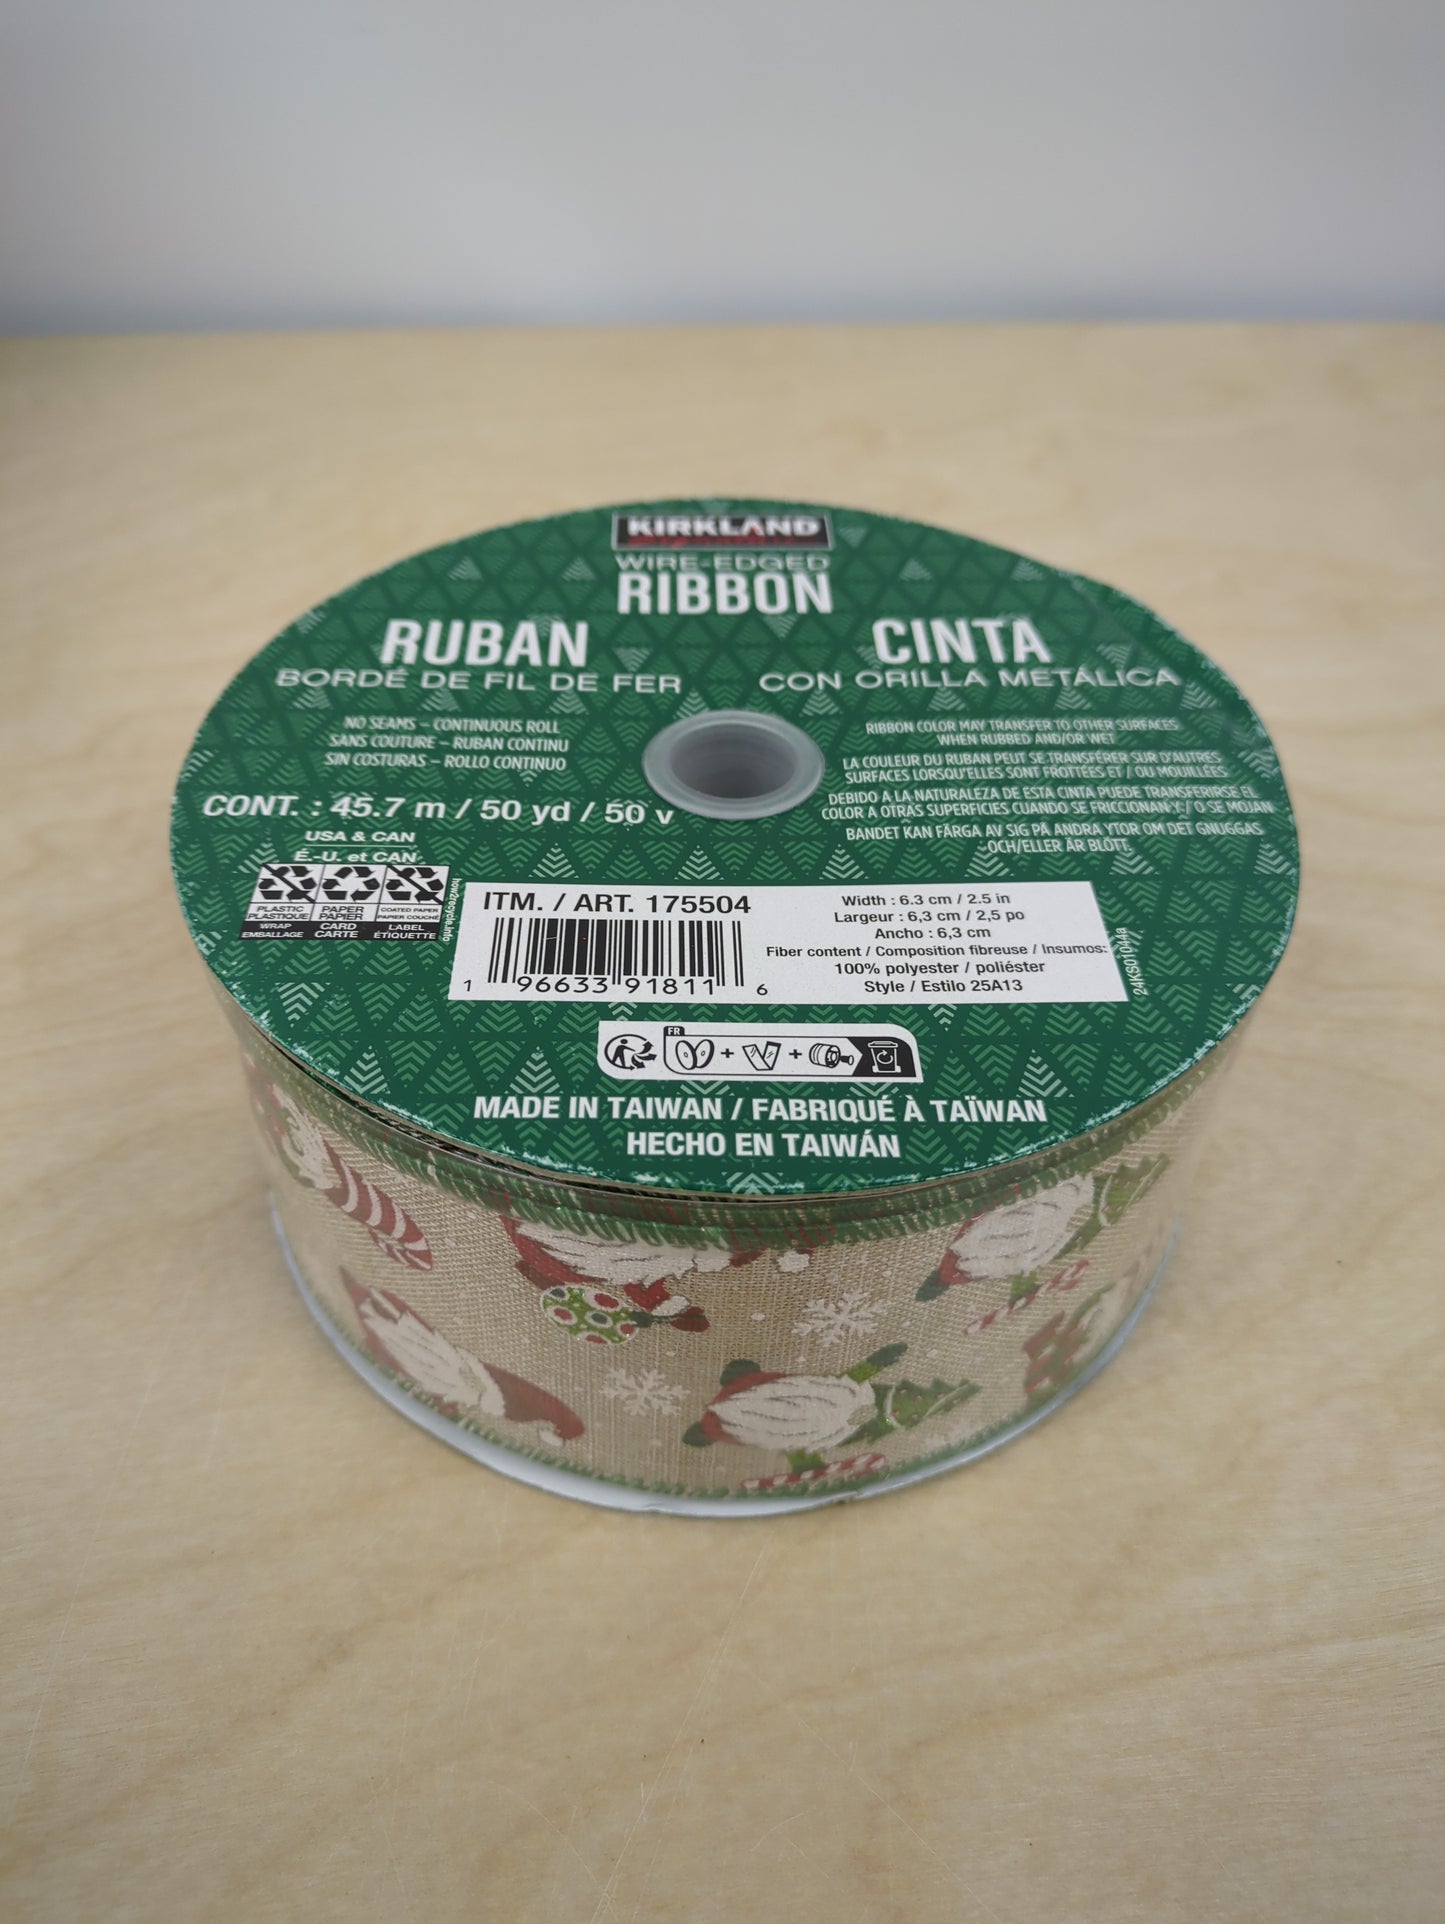 KIRKLAND
Signature
WIRE-EDGED
RIBBON
RUBAN
BORDÉ DE FIL DE FER
CINTA
CON ORILLA METÁLICA
NO SEAMS – CONTINUOUS ROLL
SANS COUTURE – RUBAN CONTINU
SIN COSTURAS – ROLLO CONTINUO
CONT. : 45.7 m / 50 yd / 50 v
RIBBON COLOR MAY TRANSFER TO OTHER SURFACES
WHEN RUBBED AND/OR WET
LA COULEUR DU RUBAN PEUT SE TRANSFÉRER SUR D'AUTRES
SURFACES LORSQU'ELLES SONT FROTTÉES ET / OU MOUILLÉES
DEBIDO A LA NATURALEZA DE ESTA CINTA PUEDE TRANSFERIRSE EL
COLOR A OTRAS SUPERFICIES CUANDO SE FRICCIONAN Y / O SE MOJAN
BANDET KAN FÄRGA AV SIG PÅ ANDRA YTOR OM DET GNUGGAS
OCH/ELLER ÄR BLÖTT.
USA & CAN
É.-U. et CAN
PLASTIC
PLASTIQUE
WRAP
EMBALLAGE
PAPER
PAPIER
CARD
CARTE
COATED PAPER
PAPIER COUCHÉ
LABEL
ÉTIQUETTE
how2recycle.info
ITM. / ART. 175504
1 96633 91811 6
Width : 6.3 cm / 2.5 in
Largeur : 6,3 cm / 2,5 po
Ancho : 6,3 cm
Fiber content / Composition fibreuse / Insumos:
100% polyester / poliéster
Style / Estilo 25A13
24KS01044a
FR
MADE IN TAIWAN / FABRIQUÉ À TAÏWAN
HECHO EN TAIWÁN